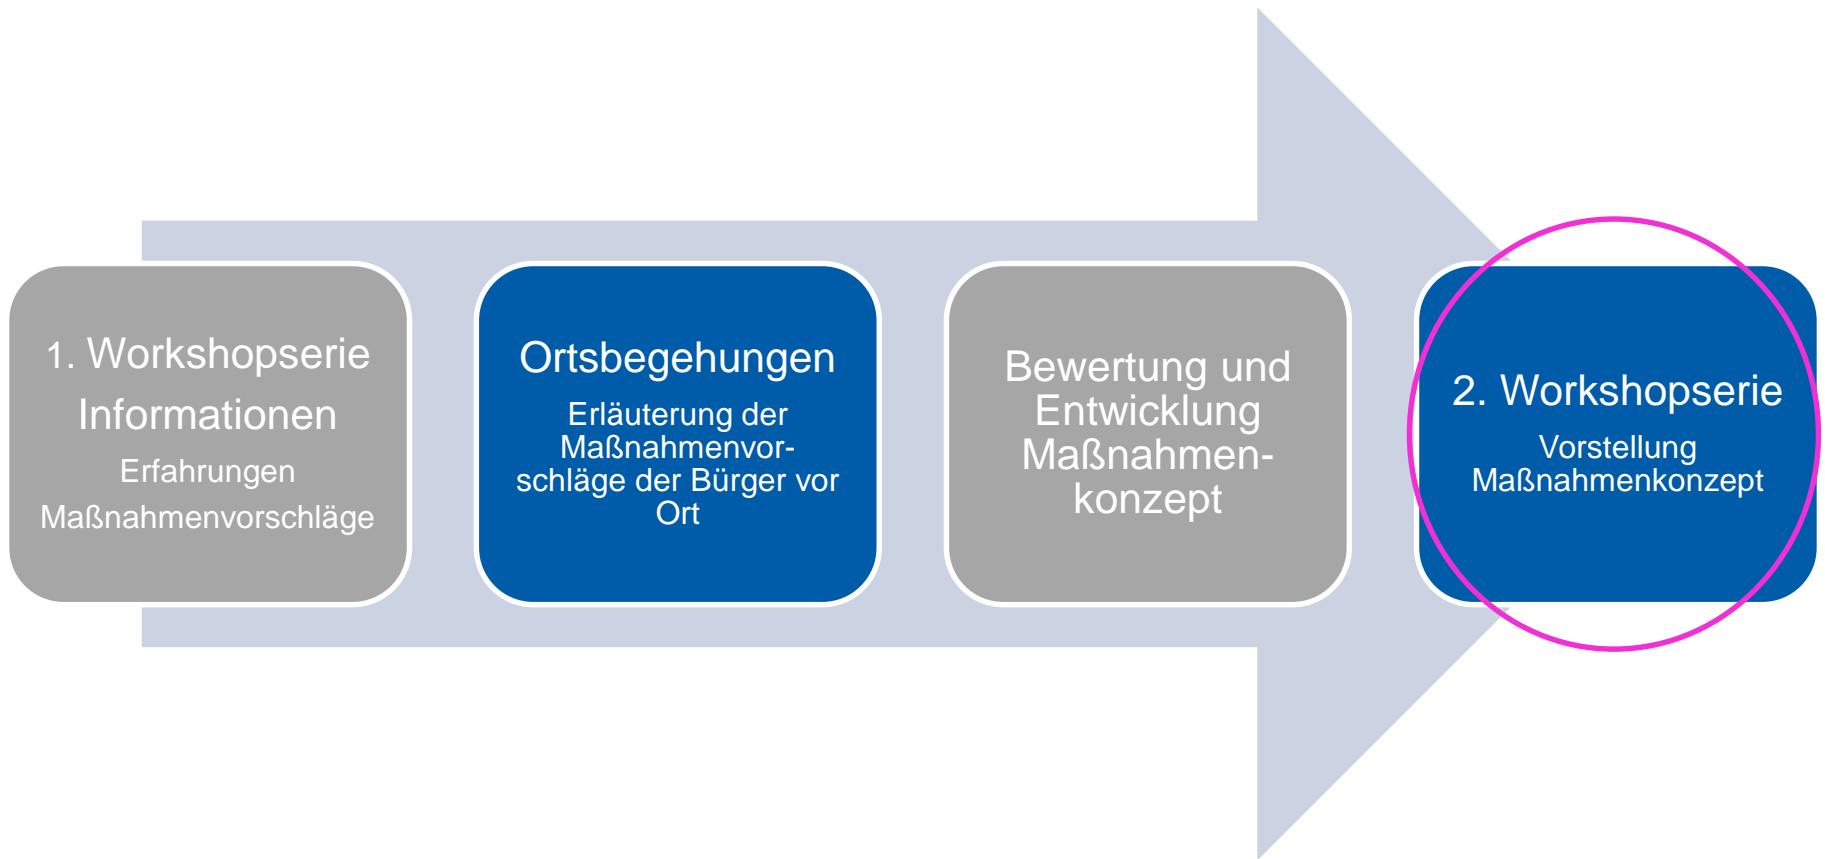 1. Workshopserie
Informationen
Erfahrungen
Maßnahmenvorschläge
Ortsbegehungen
Erläuterung der
Maßnahmenvor-
schläge der Bürger vor
Ort
Bewertung und
Entwicklung
Maßnahmen-
konzept
2. Workshopserie
Vorstellung
Maßnahmenkonzept